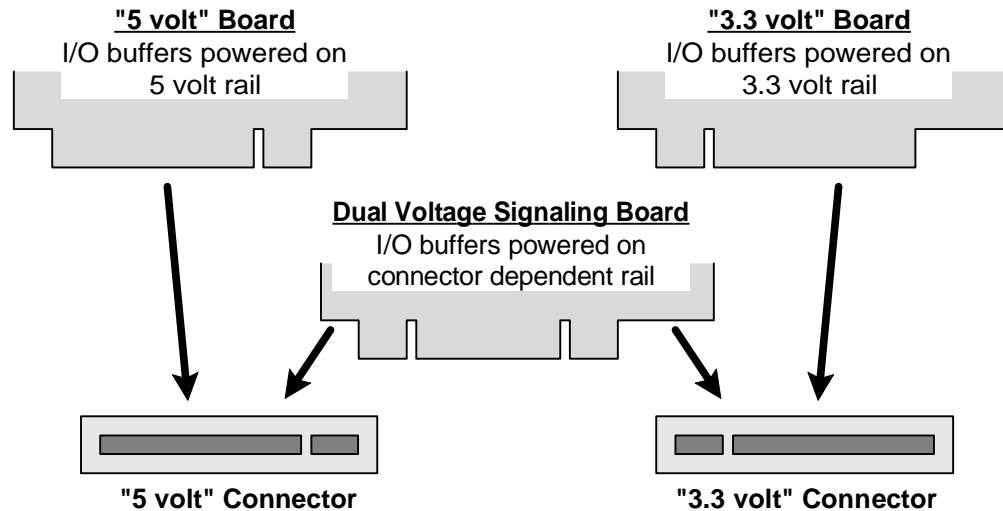 "5 volt" Board
I/O buffers powered on
5 volt rail
"3.3 volt" Board
I/O buffers powered on
3.3 volt rail
Dual Voltage Signaling Board
I/O buffers powered on
connector dependent rail
"5 volt" Connector
"3.3 volt" Connector